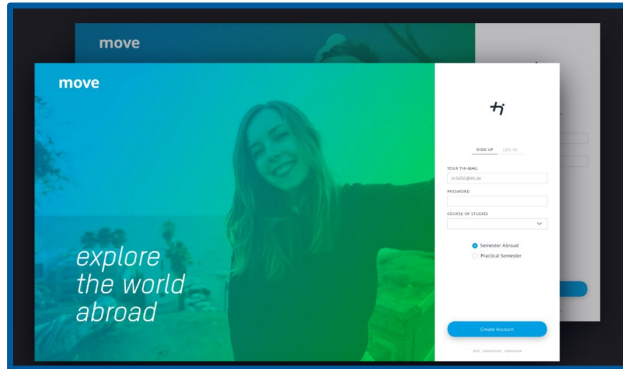 move
move
SIGN UP LOG IN
YOUR THI-MAIL
PASSWORD
COURSE OF STUDIES
Semester Abroad
Practical Semester
explore
the world
abroad
Create Account